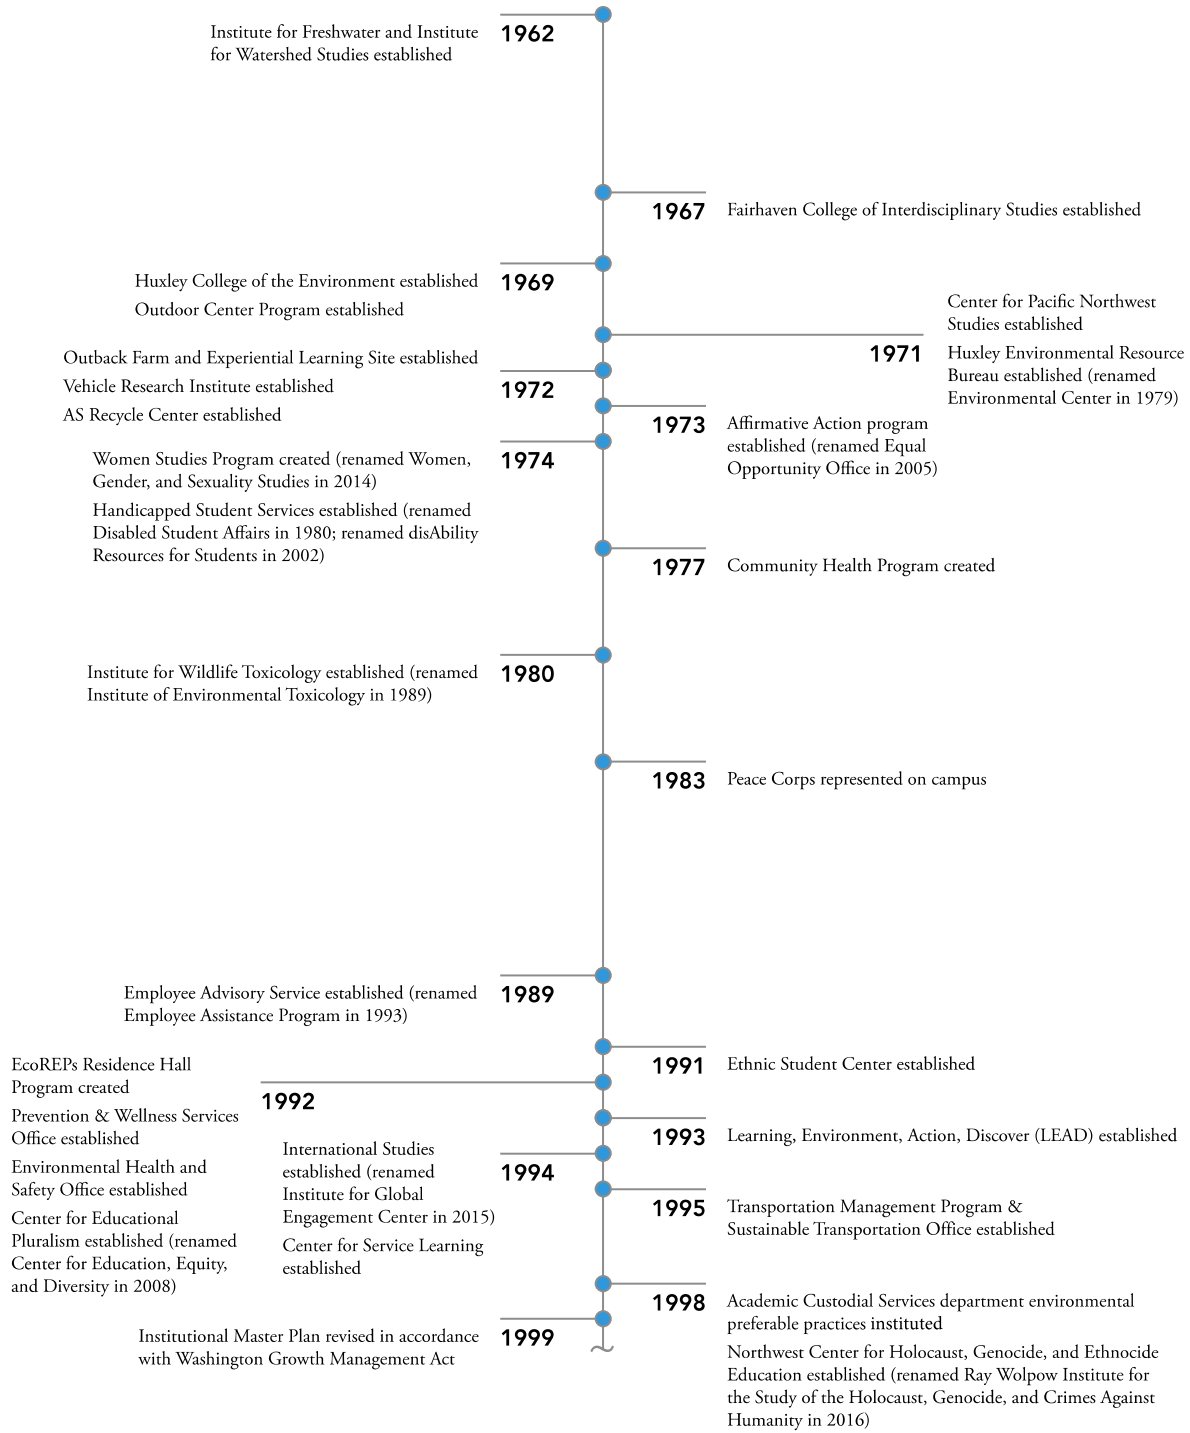 1962
Institute for Freshwater and Institute
for Watershed Studies established
1967
Fairhaven College of Interdisciplinary Studies established
1969
Huxley College of the Environment established
Outdoor Center Program established
1971
Center for Pacific Northwest
Studies established
Huxley Environmental Resource
Bureau established (renamed
Environmental Center in 1979)
1972
Outback Farm and Experiential Learning Site established
Vehicle Research Institute established
AS Recycle Center established
1973
Affirmative Action program
established (renamed Equal
Opportunity Office in 2005)
1974
Women Studies Program created (renamed Women,
Gender, and Sexuality Studies in 2014)
Handicapped Student Services established (renamed
Disabled Student Affairs in 1980; renamed disAbility
Resources for Students in 2002)
1977
Community Health Program created
1980
Institute for Wildlife Toxicology established (renamed
Institute of Environmental Toxicology in 1989)
1983
Peace Corps represented on campus
1989
Employee Advisory Service established (renamed
Employee Assistance Program in 1993)
1991
Ethnic Student Center established
1992
EcoREPs Residence Hall
Program created
Prevention & Wellness Services
Office established
Environmental Health and
Safety Office established
Center for Educational
Pluralism established (renamed
Center for Education, Equity,
and Diversity in 2008)
1993
Learning, Environment, Action, Discover (LEAD) established
1994
International Studies
established (renamed
Institute for Global
Engagement Center in 2015)
Center for Service Learning
established
1995
Transportation Management Program &
Sustainable Transportation Office established
1998
Academic Custodial Services department environmental
preferable practices instituted
Northwest Center for Holocaust, Genocide, and Ethnocide
Education established (renamed Ray Wolpow Institute for
the Study of the Holocaust, Genocide, and Crimes Against
Humanity in 2016)
1999
Institutional Master Plan revised in accordance
with Washington Growth Management Act